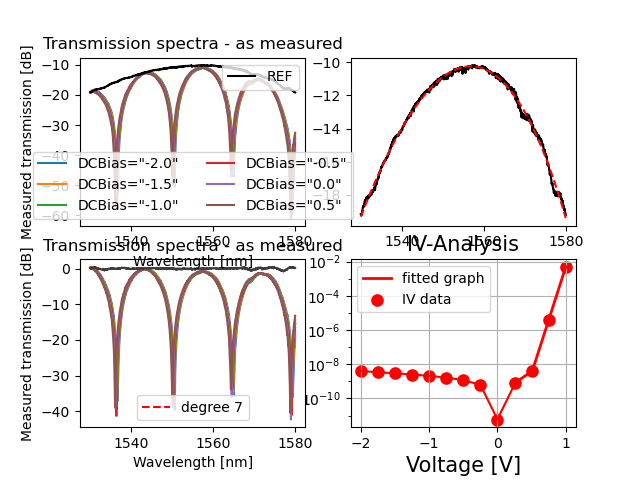 Transmission spectra - as measured
Measured transmission [dB]
−10
−20
−30
−40
−50
−60
REF
DCBias="-2.0"
DCBias="-1.5"
DCBias="-1.0"
DCBias="-0.5"
DCBias="0.0"
DCBias="0.5"
1540
1560
1580
Wavelength [nm]
−10
−12
−14
−18
1540
1560
1580
Transmission spectra - as measured
Measured transmission [dB]
0
−10
−20
−30
−40
degree 7
1540
1560
1580
Wavelength [nm]
IV-Analysis
10−2
10−4
10−6
10−8
10−10
fitted graph
IV data
−2
−1
0
1
Voltage [V]